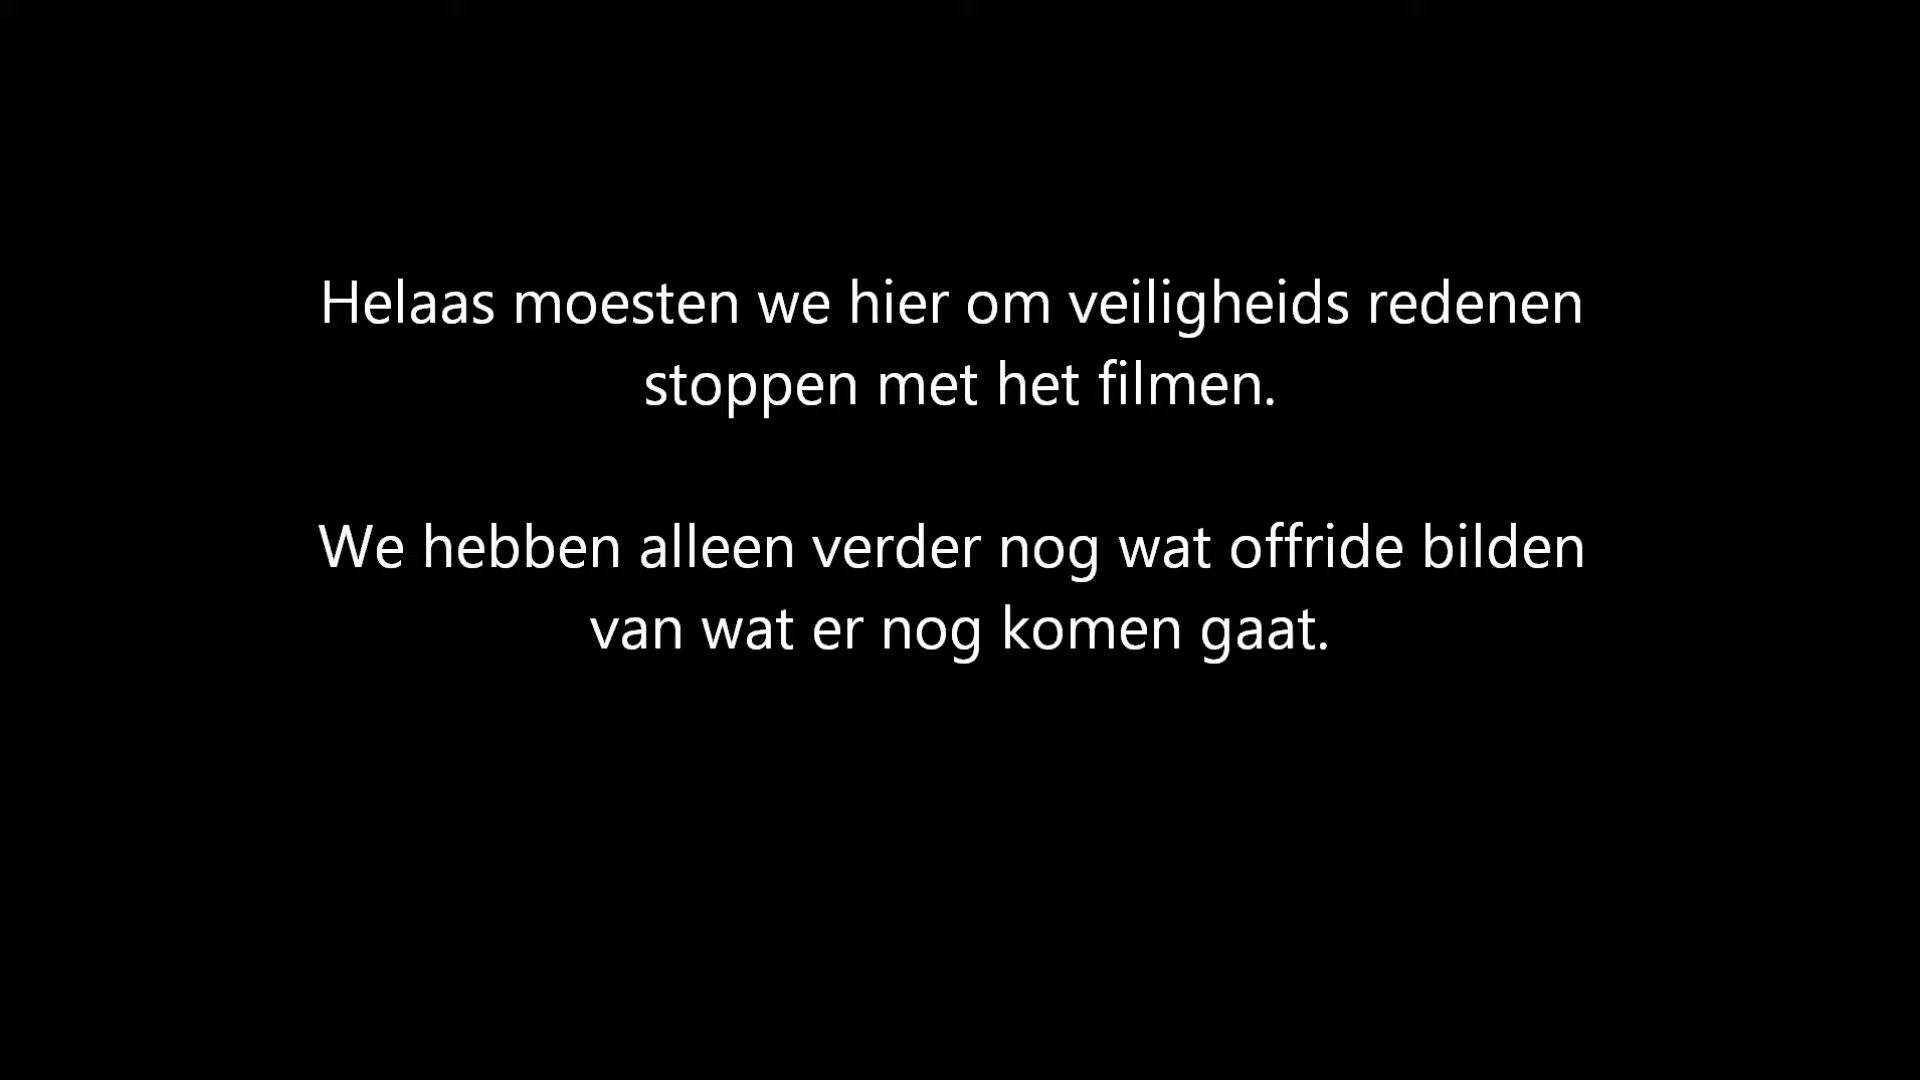 Helaas moesten we hier om veiligheids redenen
stoppen met het filmen.
We hebben alleen verder nog wat offride bilden
van wat er nog komen gaat.